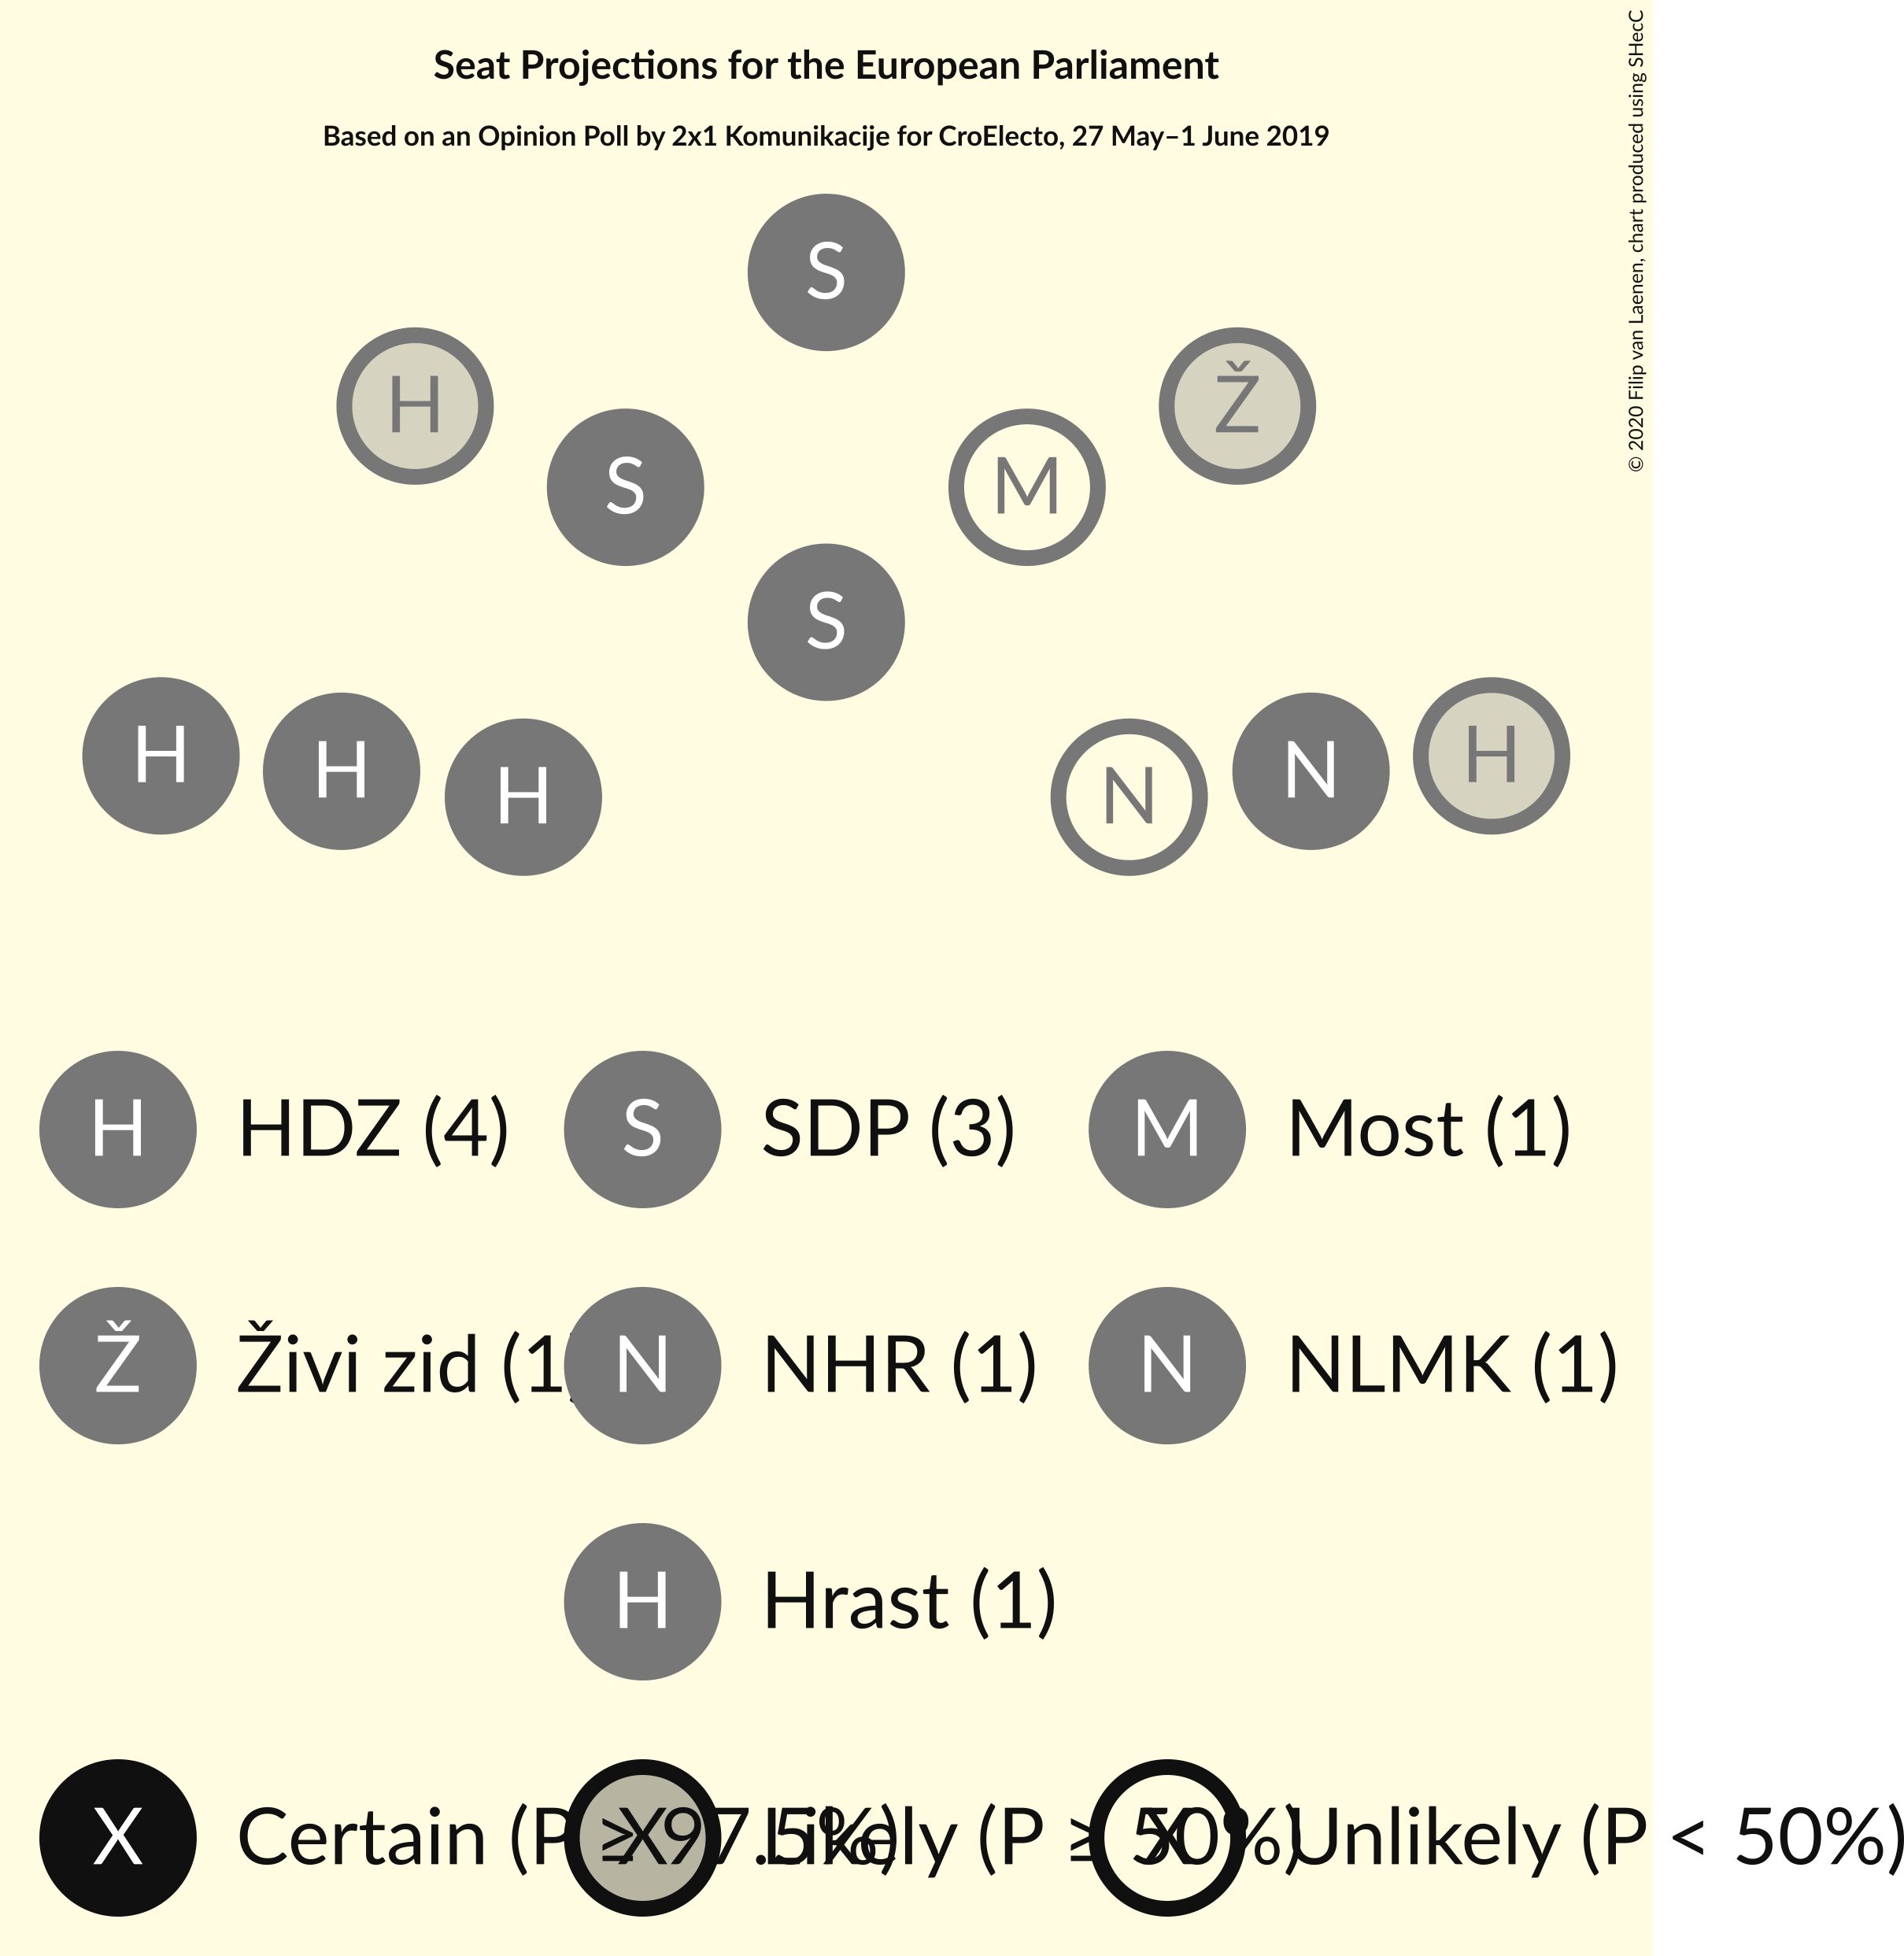 Seat Projections for the European Parliament
Based on an Opinion Poll by 2x1 Komunikacije for CroElecto, 27 May–1 June 2019
© 2020 Filip van Laenen, chart produced using SHecC
S
H Ž
S M
S
H H H N N H
H HDZ (4) S SDP (3) M Most (1)
Ž Živi zid (1) N NHR (1) N NLMK (1)
H Hrast (1)
X Certain (P ≥ 97.5%) X Likely (P ≥ 50%) X Unlikely (P < 50%)